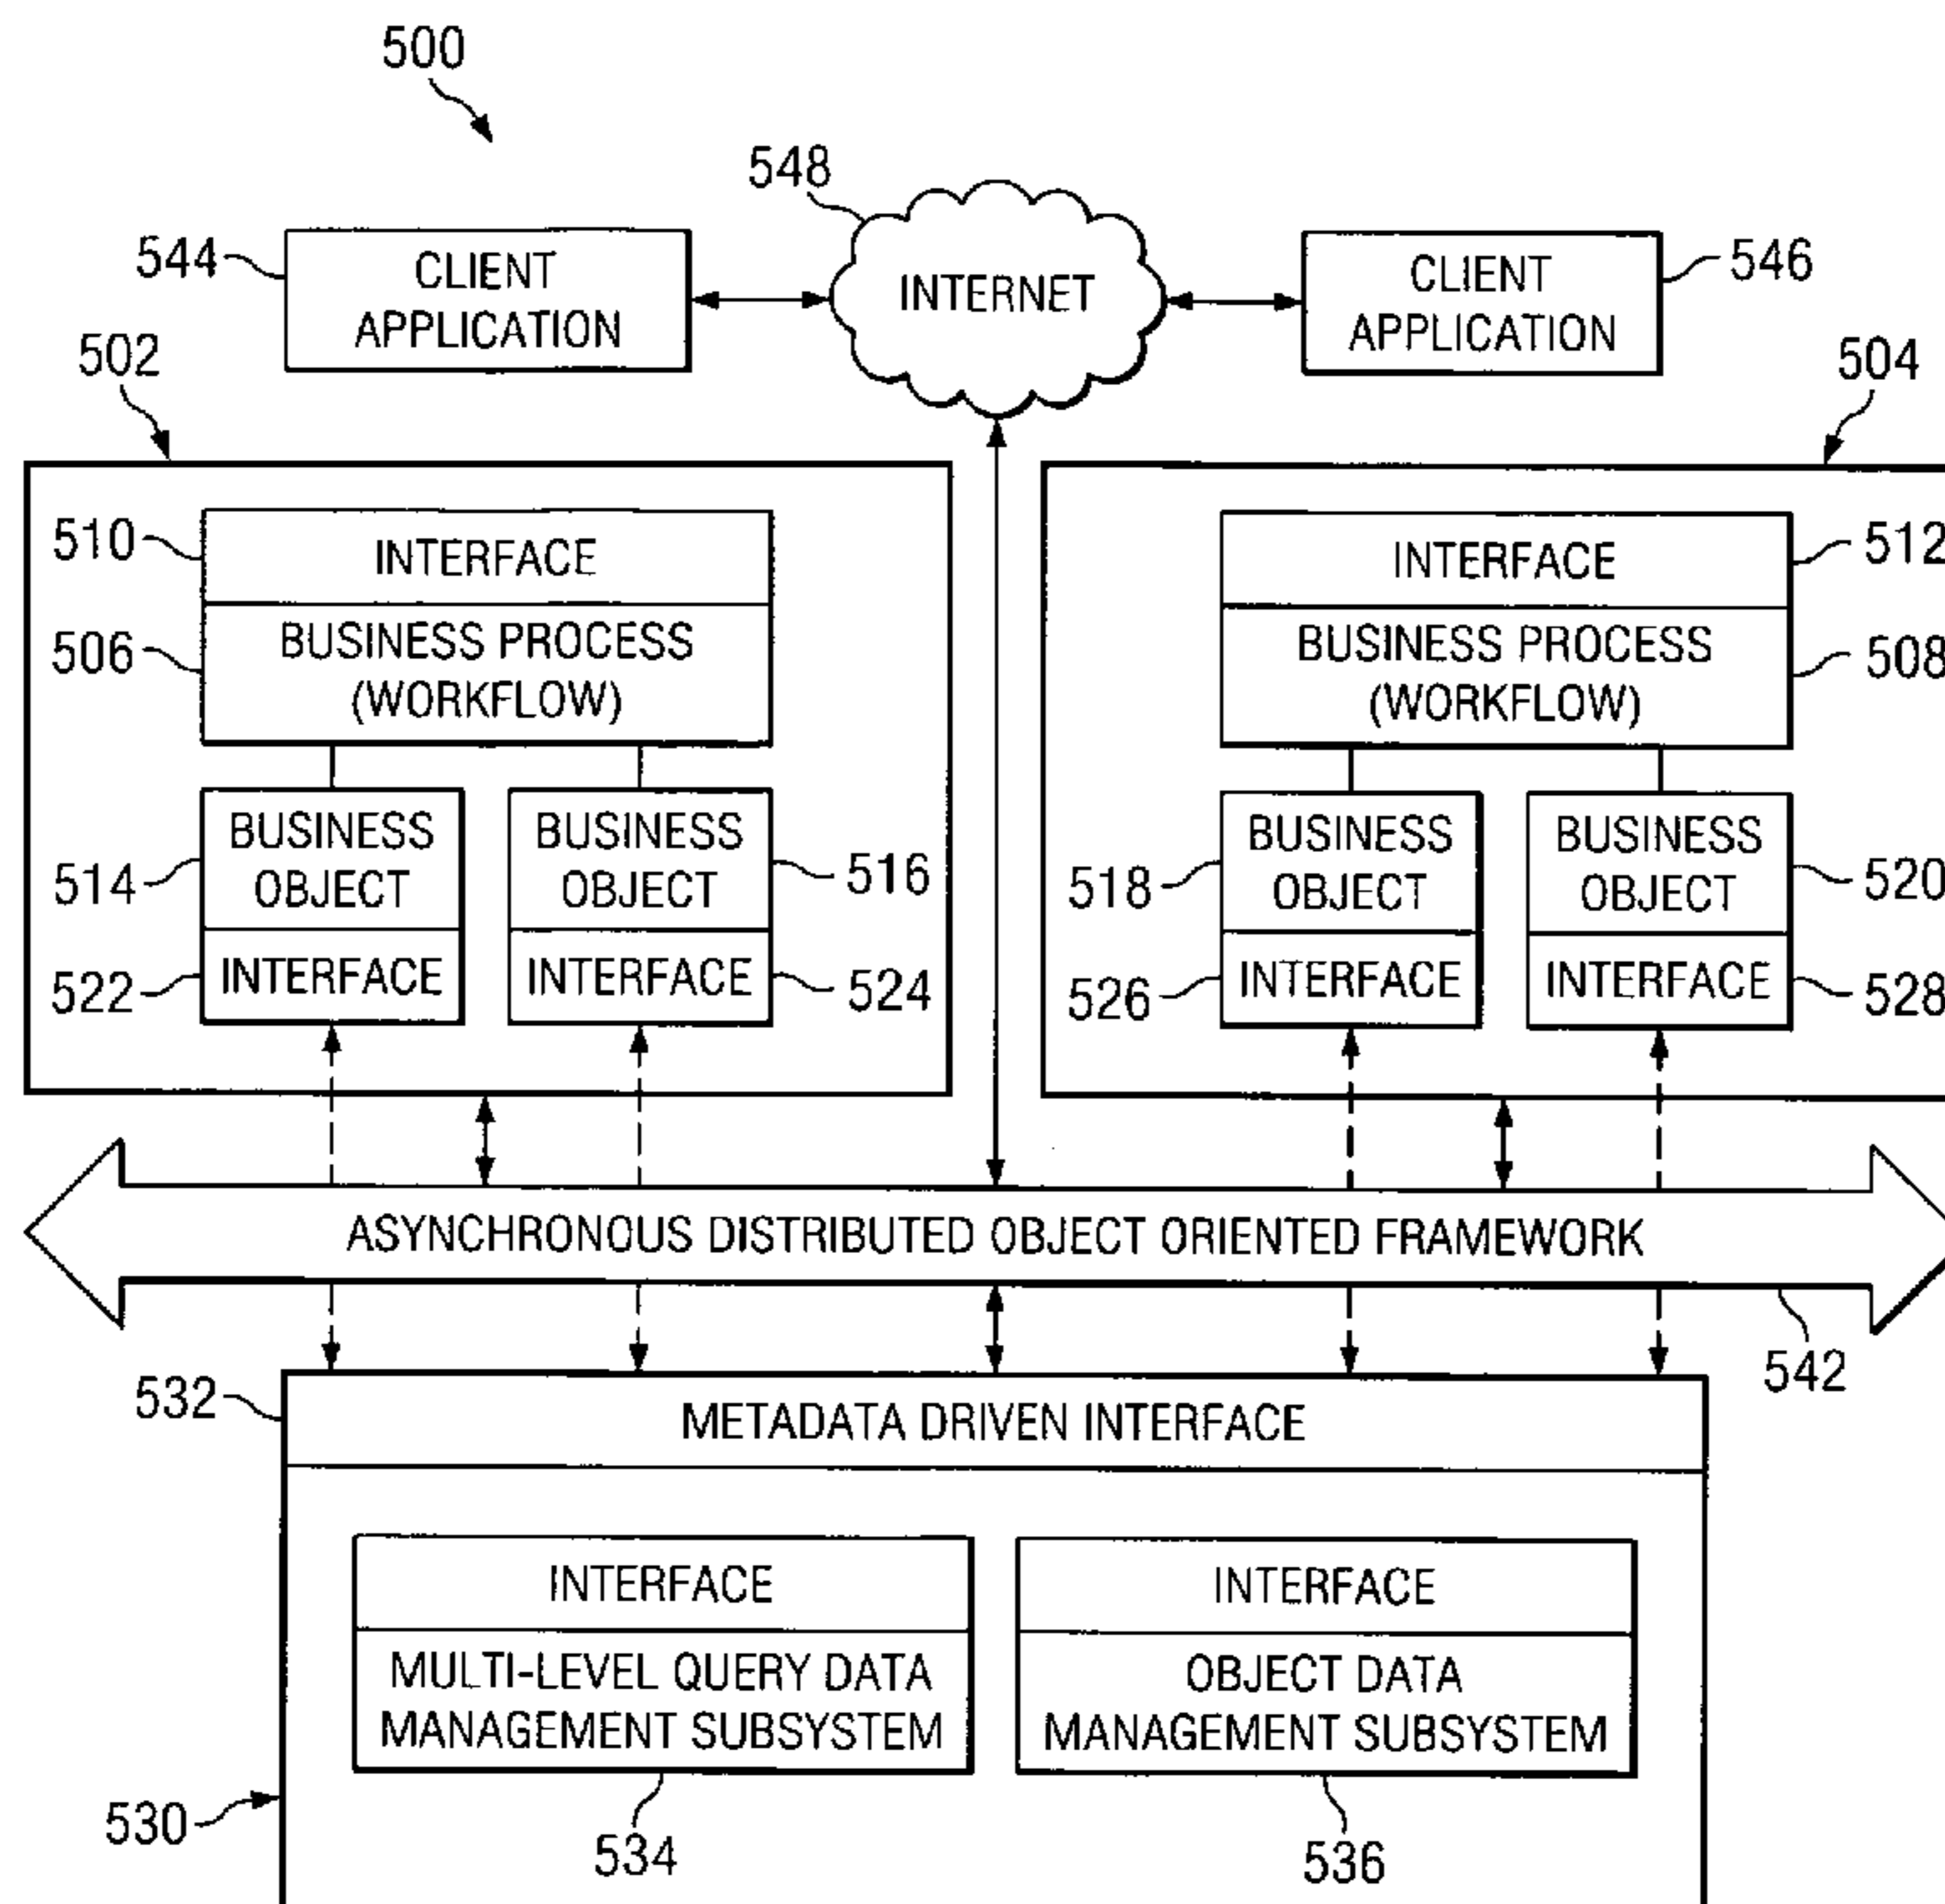 500
548
544
CLIENT
APPLICATION
INTERNET
CLIENT
APPLICATION
546
502
504
510
INTERFACE
506
BUSINESS PROCESS
(WORKFLOW)
INTERFACE
512
BUSINESS PROCESS
(WORKFLOW)
508
514
BUSINESS
OBJECT
BUSINESS
OBJECT
516
522
INTERFACE
INTERFACE
524
518
BUSINESS
OBJECT
BUSINESS
OBJECT
520
526
INTERFACE
INTERFACE
528
ASYNCHRONOUS DISTRIBUTED OBJECT ORIENTED FRAMEWORK
542
532
METADATA DRIVEN INTERFACE
INTERFACE
MULTI-LEVEL QUERY DATA
MANAGEMENT SUBSYSTEM
INTERFACE
OBJECT DATA
MANAGEMENT SUBSYSTEM
530
534
536